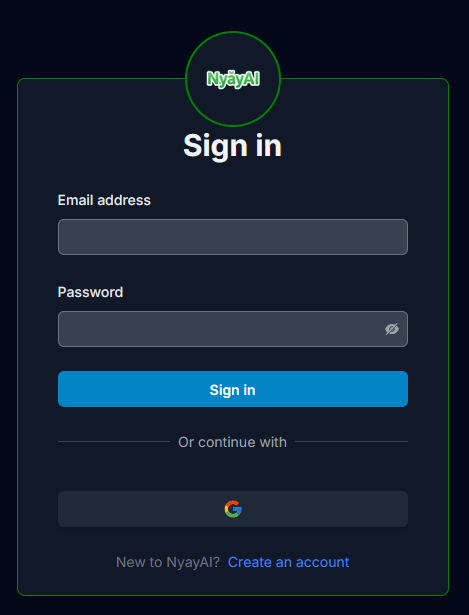 NyāyAI
Sign in
Email address
Password
Sign in
Or continue with
New to NyayAI? Create an account